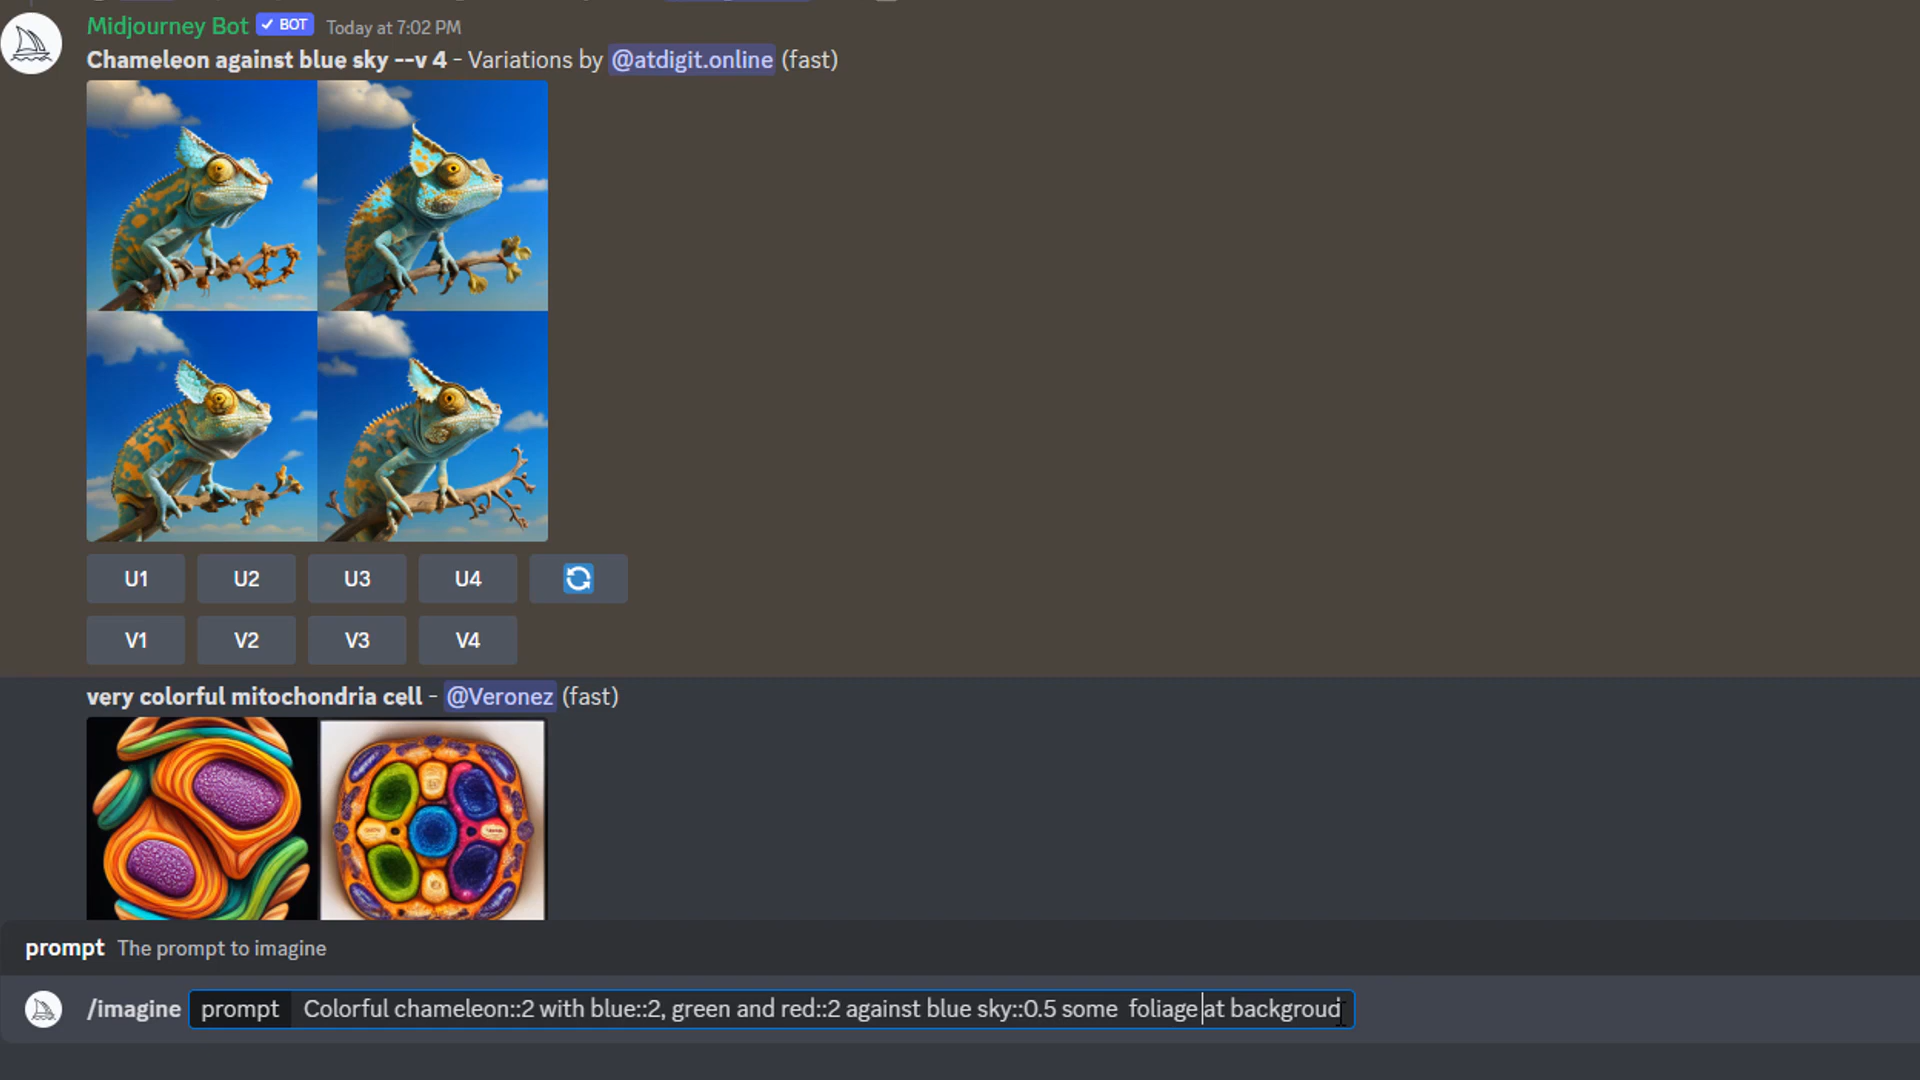 Midjourney Bot ✓ BOT Today at 7:02 PM
Chameleon against blue sky --v 4 - Variations by @atdigit.online (fast)
U1 U2 U3 U4
V1 V2 V3 V4
very colorful mitochondria cell - @Veronez (fast)
prompt The prompt to imagine
/imagine prompt Colorful chameleon::2 with blue::2, green and red::2 against blue sky::0.5 some  foliage at backgroud